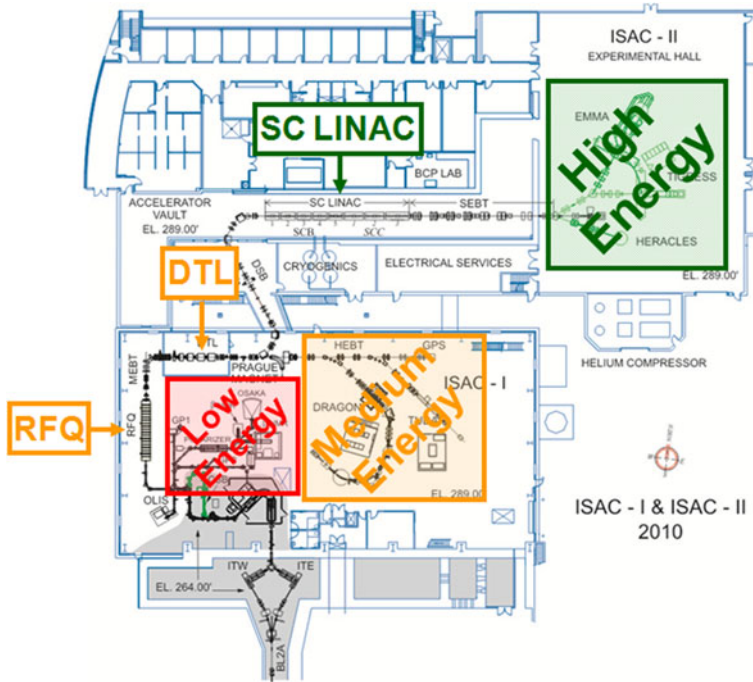 ISAC - II
EXPERIMENTAL HALL
SC LINAC
EMMA
High
Energy
BCP LAB
ACCELERATOR
VAULT
EL. 289.00'
SC LINAC
SEBT
SCB
SCC
HERACLES
DTL
DSB
CRYOGENICS
ELECTRICAL SERVICES
EL. 289.00'
HELIUM COMPRESSOR
MEBT
PRAGUE
HEBT
GPS
ISAC - I
RFQ
RFQ
GP1
OSAKA
Low
Energy
DRAGON
Medium
Energy
OLIS
EL. 289.00'
ISAC - I & ISAC - II
2010
EL. 264.00'
ITW
ITE
BL2A